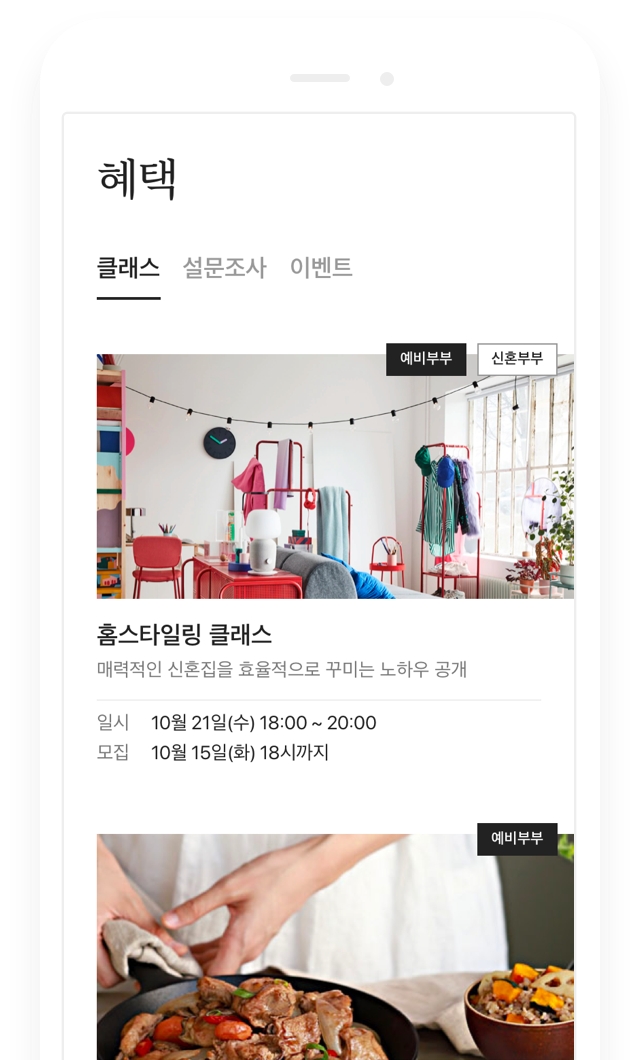 혜택
클래스 설문조사 이벤트
예비부부 신혼부부
홈스타일링 클래스
매력적인 신혼집을 효율적으로 꾸미는 노하우 공개
일시 10월 21일(수) 18:00 ~ 20:00
모집 10월 15일(화) 18시까지
예비부부